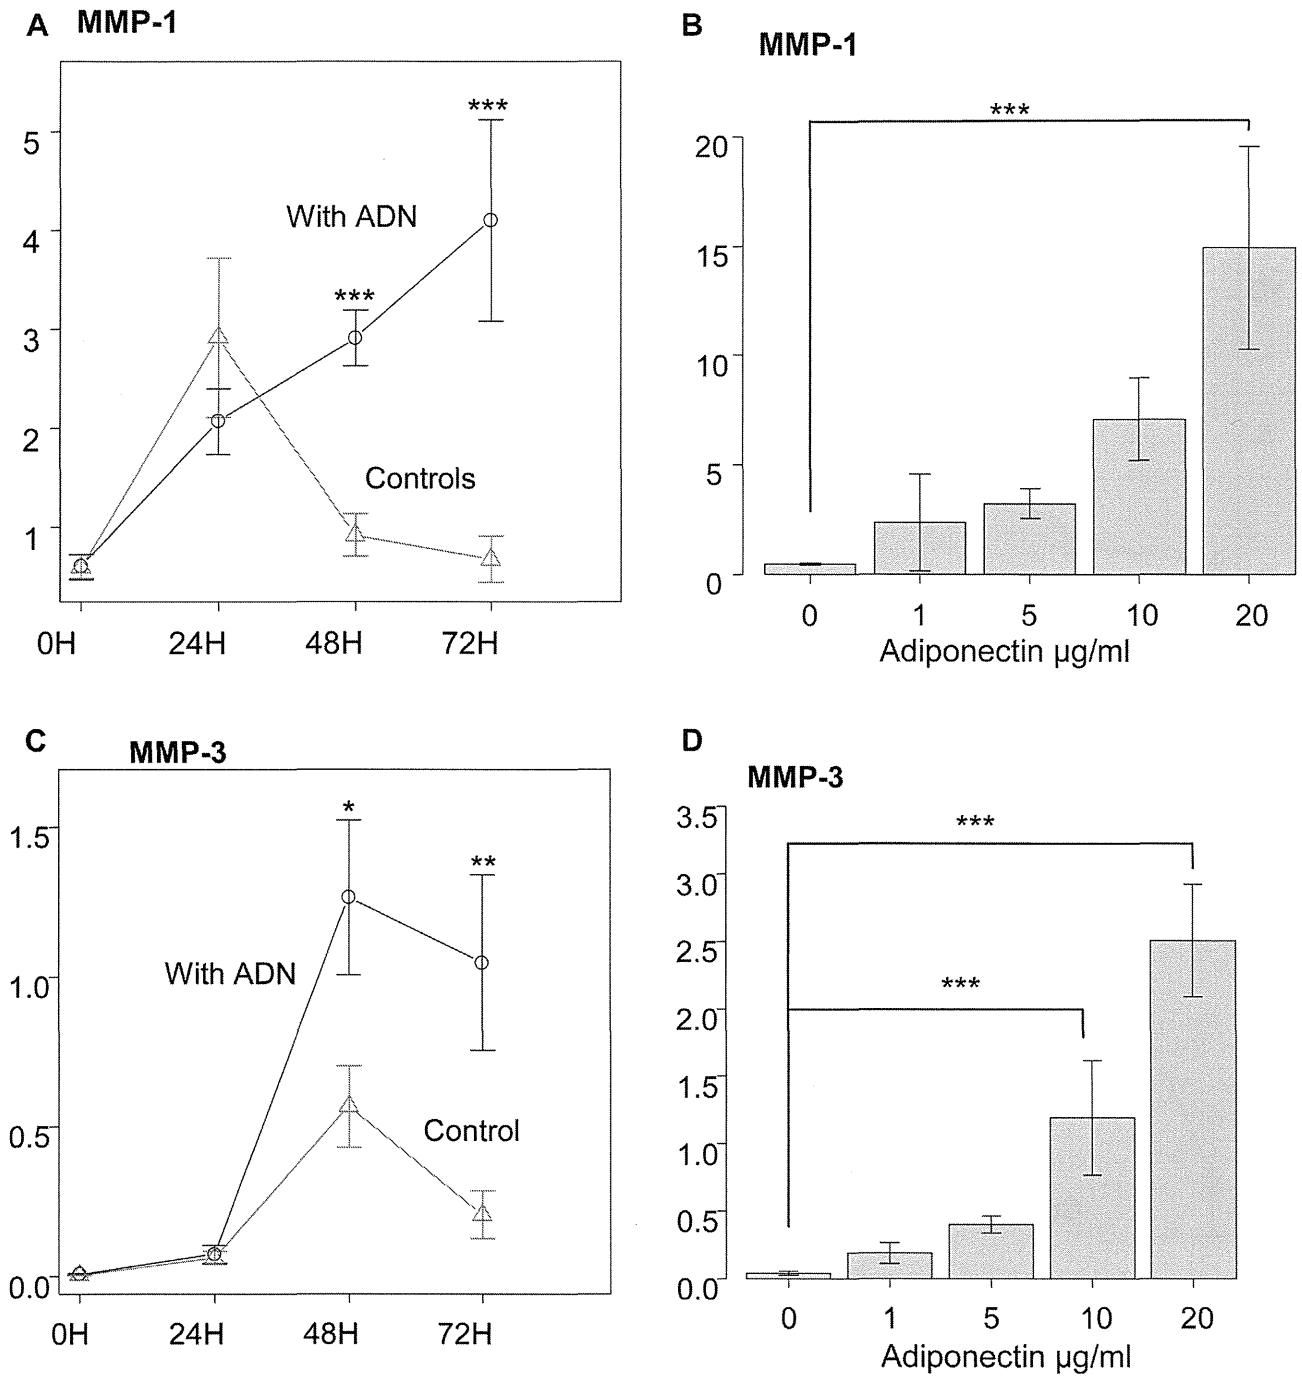 A MMP-1
5
4
3
2
1
***
***
With ADN
Controls
0H 24H 48H 72H
B
MMP-1
***
20
15
10
5
0
0 1 5 10 20
Adiponectin µg/ml
C
MMP-3
1.5
1.0
0.5
0.0
*
**
With ADN
Control
0H 24H 48H 72H
D
MMP-3
3.5
3.0
2.5
2.0
1.5
1.0
0.5
0.0
***
***
0 1 5 10 20
Adiponectin µg/ml